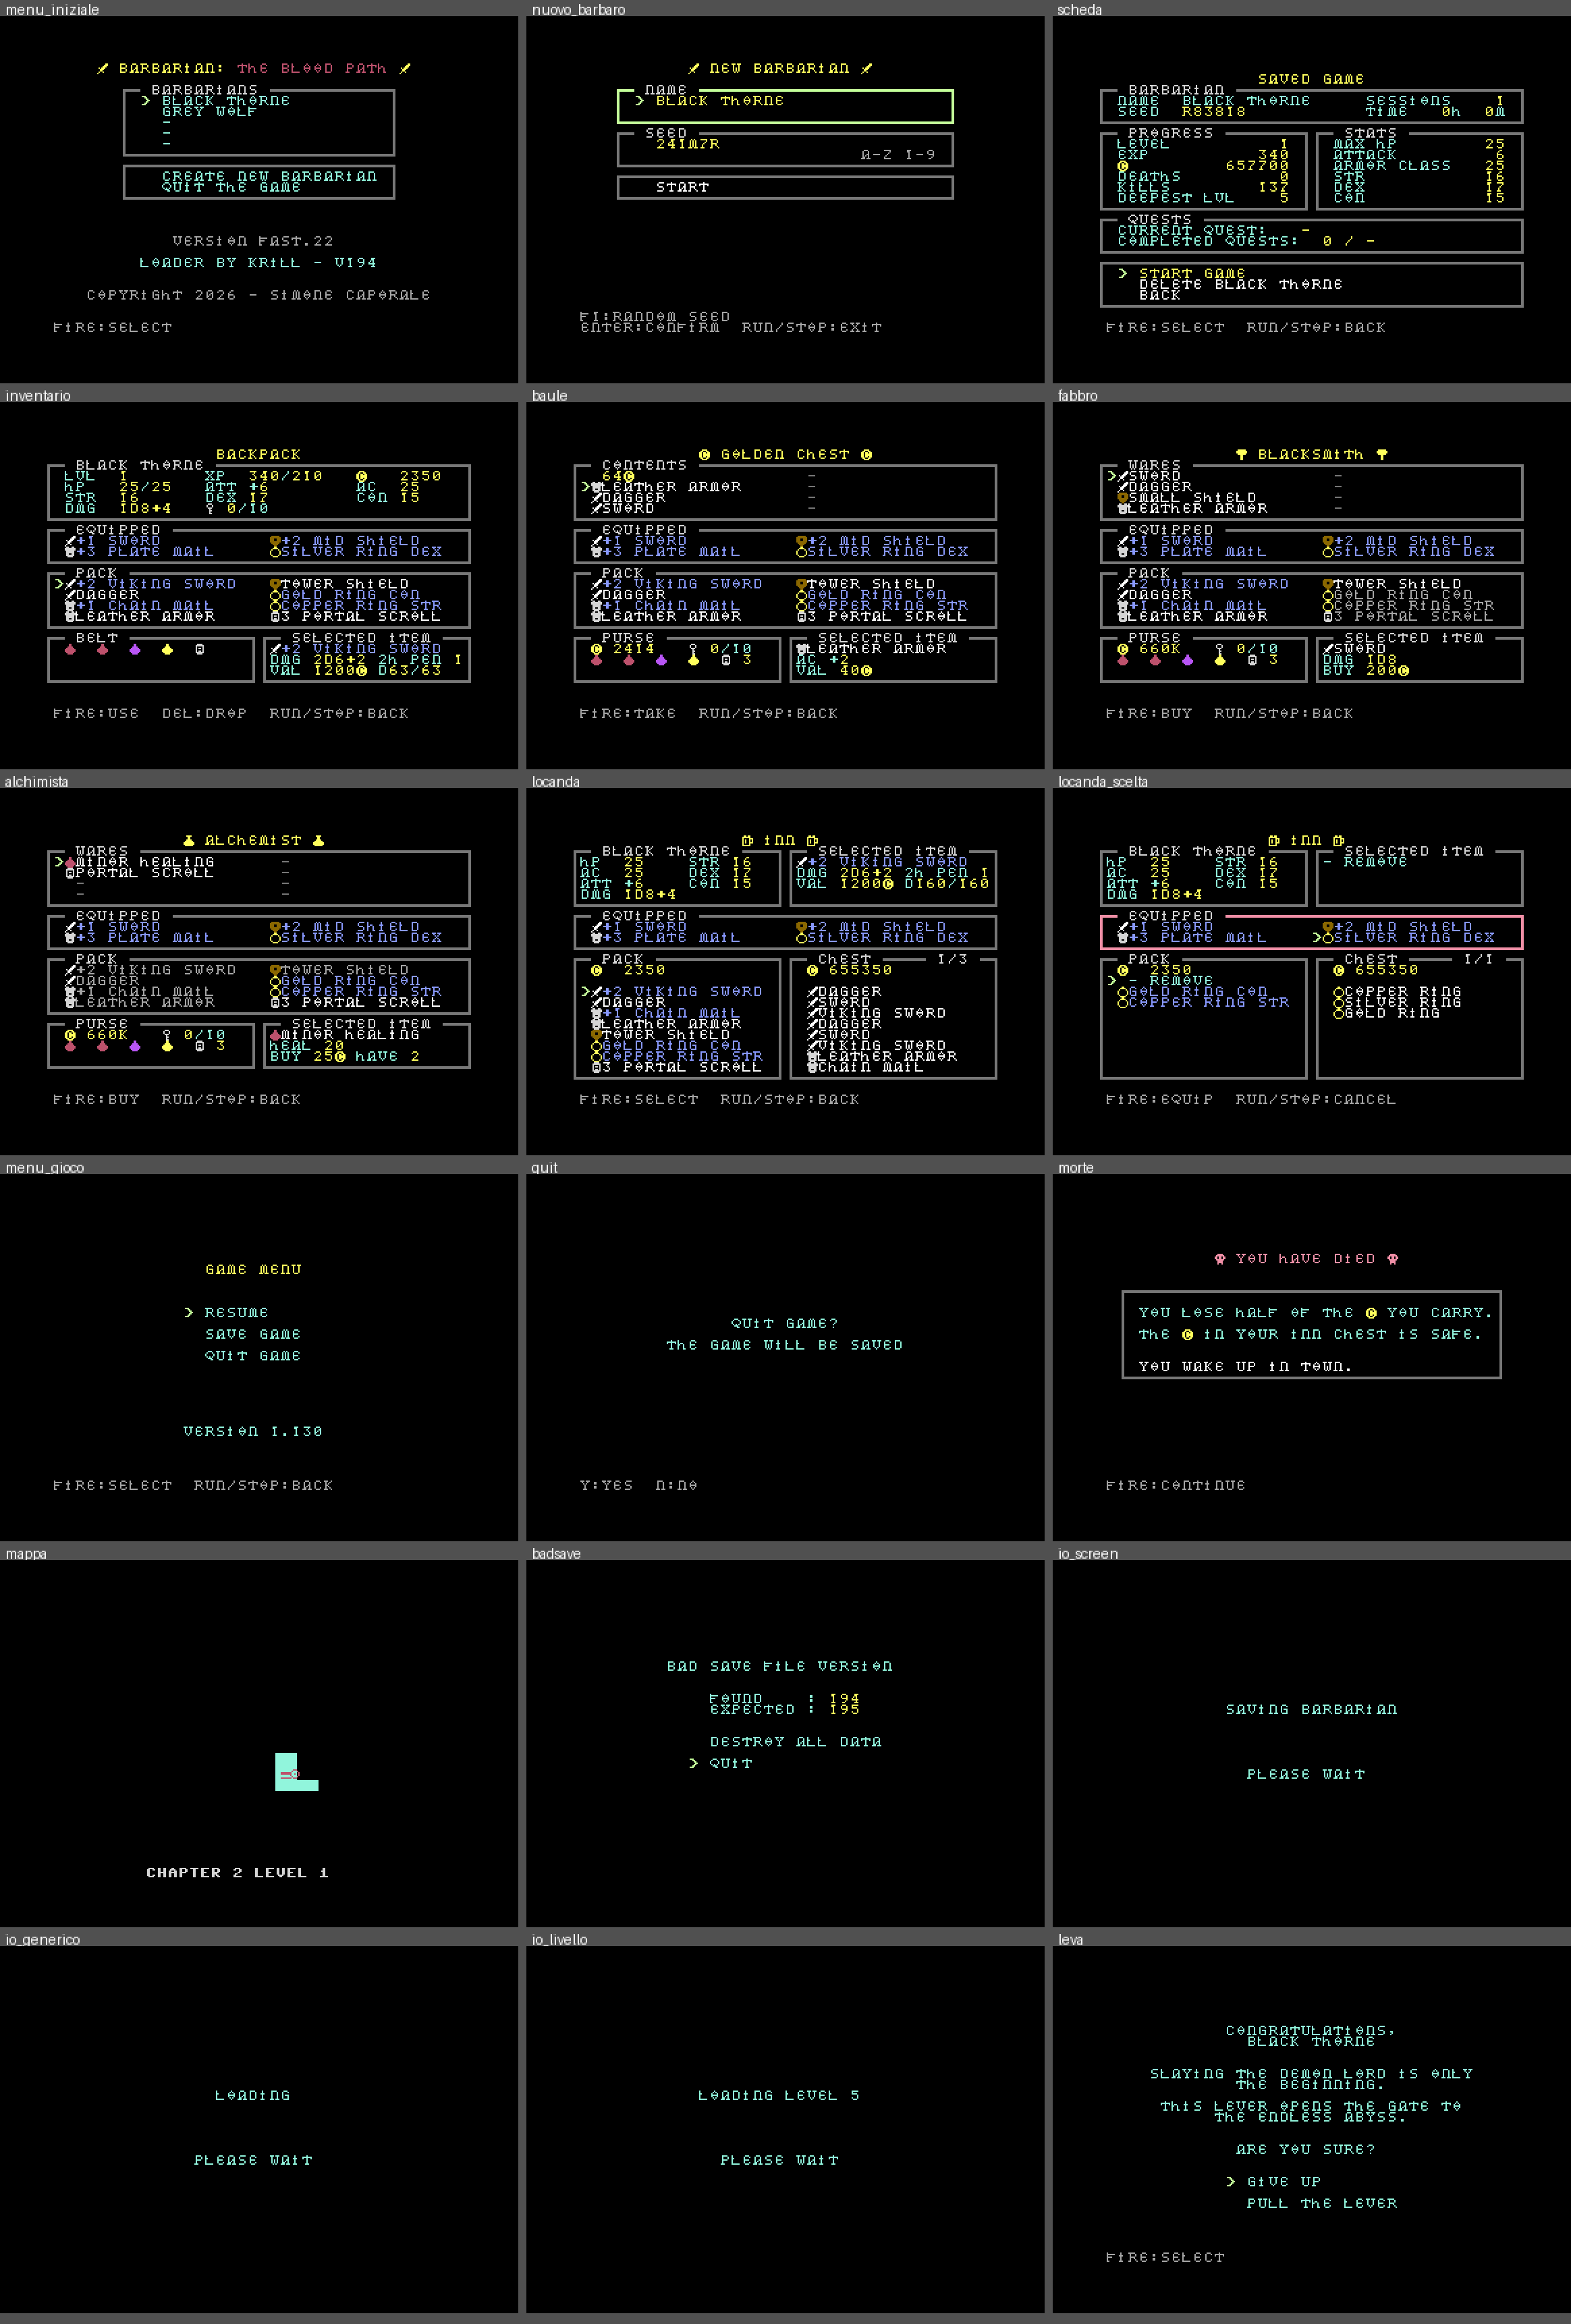 menu_iniziale
BARBARIAN: THE BLOOD PATH
BARBARIANS
> BLACK THORNE
GREY WOLF
-
-
-
CREATE NEW BARBARIAN
QUIT THE GAME
VERSION FAST.22
LOADER BY KRILL - V194
COPYRIGHT 2026 - SIMONE CAPORALE
FIRE:SELECT
nuovo_barbaro
NEW BARBARIAN
NAME
> BLACK THORNE
SEED
241M7R
A-Z 1-9
START
F1:RANDOM SEED
ENTER:CONFIRM RUN/STOP:EXIT
scheda
SAVED GAME
BARBARIAN
NAME BLACK THORNE SESSIONS 1
SEED R83818 TIME 0H 0M
PROGRESS
LEVEL 1
EXP 340
C 657700
DEATHS 0
KILLS 137
DEEPEST LVL 5
STATS
MAX HP 25
ATTACK 6
ARMOR CLASS 25
STR 16
DEX 17
CON 15
QUESTS
CURRENT QUEST: -
COMPLETED QUESTS: 0 / -
> START GAME
DELETE BLACK THORNE
BACK
FIRE:SELECT RUN/STOP:BACK
inventario
BACKPACK
BLACK THORNE
LVL 1 XP 340/210 C 2350
HP 25/25 ATT +6 AC 25
STR 16 DEX 17 CON 15
DMG 1D8+4 0/10
EQUIPPED
+1 SWORD +2 MID SHIELD
+3 PLATE MAIL SILVER RING DEX
PACK
>+2 VIKING SWORD TOWER SHIELD
DAGGER GOLD RING CON
+1 CHAIN MAIL COPPER RING STR
LEATHER ARMOR 3 PORTAL SCROLL
BELT
SELECTED ITEM
+2 VIKING SWORD
DMG 2D6+2 2H PEN 1
VAL 1200C D63/63
FIRE:USE DEL:DROP RUN/STOP:BACK
baule
C GOLDEN CHEST C
CONTENTS
64C -
>LEATHER ARMOR -
DAGGER -
SWORD -
EQUIPPED
+1 SWORD +2 MID SHIELD
+3 PLATE MAIL SILVER RING DEX
PACK
+2 VIKING SWORD TOWER SHIELD
DAGGER GOLD RING CON
+1 CHAIN MAIL COPPER RING STR
LEATHER ARMOR 3 PORTAL SCROLL
PURSE
C 2414 0/10
3
SELECTED ITEM
LEATHER ARMOR
AC +2
VAL 40C
FIRE:TAKE RUN/STOP:BACK
fabbro
BLACKSMITH
WARES
>SWORD -
DAGGER -
SMALL SHIELD -
LEATHER ARMOR -
EQUIPPED
+1 SWORD +2 MID SHIELD
+3 PLATE MAIL SILVER RING DEX
PACK
+2 VIKING SWORD TOWER SHIELD
DAGGER GOLD RING CON
+1 CHAIN MAIL COPPER RING STR
LEATHER ARMOR 3 PORTAL SCROLL
PURSE
C 660K 0/10
3
SELECTED ITEM
SWORD
DMG 1D8
BUY 200C
FIRE:BUY RUN/STOP:BACK
alchimista
ALCHEMIST
WARES
>MINOR HEALING -
PORTAL SCROLL -
- -
- -
EQUIPPED
+1 SWORD +2 MID SHIELD
+3 PLATE MAIL SILVER RING DEX
PACK
+2 VIKING SWORD TOWER SHIELD
DAGGER GOLD RING CON
+1 CHAIN MAIL COPPER RING STR
LEATHER ARMOR 3 PORTAL SCROLL
PURSE
C 660K 0/10
3
SELECTED ITEM
MINOR HEALING
HEAL 20
BUY 25C HAVE 2
FIRE:BUY RUN/STOP:BACK
locanda
INN
BLACK THORNE
HP 25 STR 16
AC 25 DEX 17
ATT +6 CON 15
DMG 1D8+4
SELECTED ITEM
+2 VIKING SWORD
DMG 2D6+2 2H PEN 1
VAL 1200C D160/160
EQUIPPED
+1 SWORD +2 MID SHIELD
+3 PLATE MAIL SILVER RING DEX
PACK
C 2350
>+2 VIKING SWORD
DAGGER
+1 CHAIN MAIL
LEATHER ARMOR
TOWER SHIELD
GOLD RING CON
COPPER RING STR
3 PORTAL SCROLL
CHEST 1/3
C 655350
DAGGER
SWORD
VIKING SWORD
DAGGER
SWORD
VIKING SWORD
LEATHER ARMOR
CHAIN MAIL
FIRE:SELECT RUN/STOP:BACK
locanda_scelta
INN
BLACK THORNE
HP 25 STR 16
AC 25 DEX 17
ATT +6 CON 15
DMG 1D8+4
SELECTED ITEM
- REMOVE
EQUIPPED
+1 SWORD +2 MID SHIELD
+3 PLATE MAIL >SILVER RING DEX
PACK
C 2350
> - REMOVE
GOLD RING CON
COPPER RING STR
CHEST 1/1
C 655350
COPPER RING
SILVER RING
GOLD RING
FIRE:EQUIP RUN/STOP:CANCEL
menu_gioco
GAME MENU
> RESUME
SAVE GAME
QUIT GAME
VERSION 1.130
FIRE:SELECT RUN/STOP:BACK
quit
QUIT GAME?
THE GAME WILL BE SAVED
Y:YES N:NO
morte
YOU HAVE DIED
YOU LOSE HALF OF THE C YOU CARRY.
THE C IN YOUR INN CHEST IS SAFE.
YOU WAKE UP IN TOWN.
FIRE:CONTINUE
mappa
CHAPTER 2 LEVEL 1
badsave
BAD SAVE FILE VERSION
FOUND : 194
EXPECTED : 195
DESTROY ALL DATA
> QUIT
io_screen
SAVING BARBARIAN
PLEASE WAIT
io_generico
LOADING
PLEASE WAIT
io_livello
LOADING LEVEL 5
PLEASE WAIT
leva
CONGRATULATIONS,
BLACK THORNE
SLAYING THE DEMON LORD IS ONLY
THE BEGINNING.
THIS LEVER OPENS THE GATE TO
THE ENDLESS ABYSS.
ARE YOU SURE?
> GIVE UP
PULL THE LEVER
FIRE:SELECT